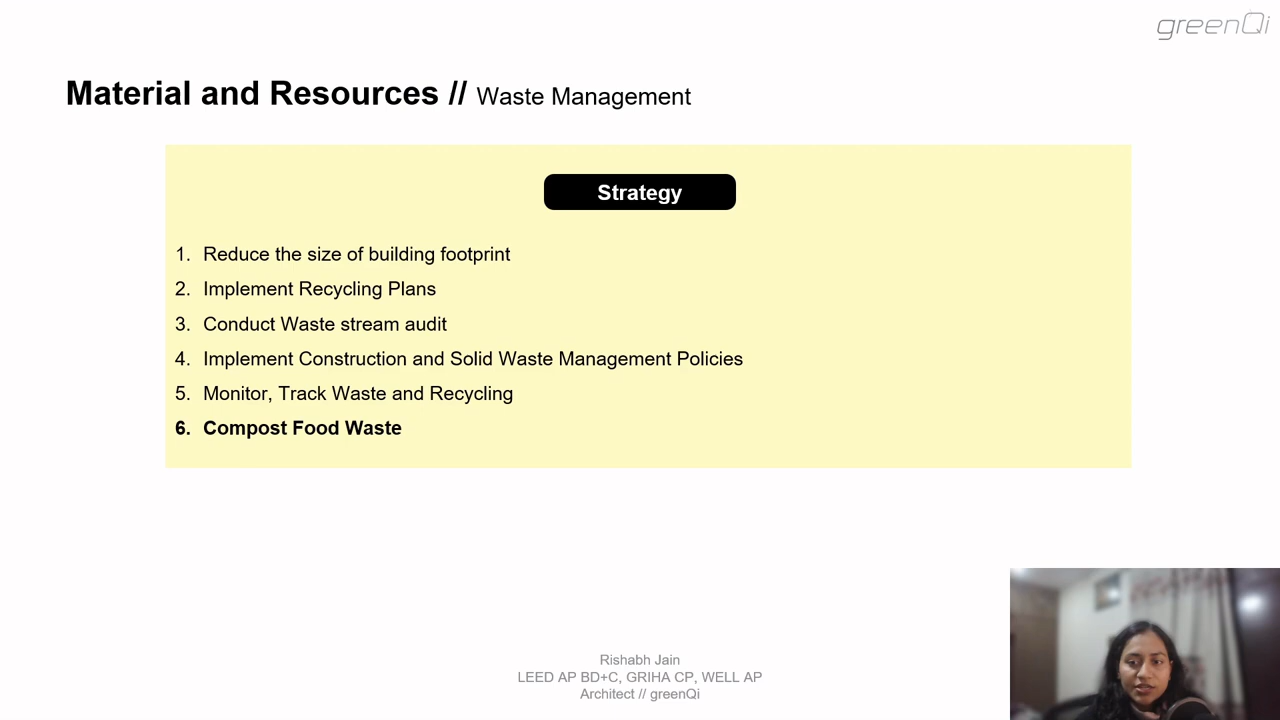 greenQi
Material and Resources // Waste Management
Strategy
1. Reduce the size of building footprint
2. Implement Recycling Plans
3. Conduct Waste stream audit
4. Implement Construction and Solid Waste Management Policies
5. Monitor, Track Waste and Recycling
6. Compost Food Waste
Rishabh Jain
LEED AP BD+C, GRIHA CP, WELL AP
Architect // greenQi